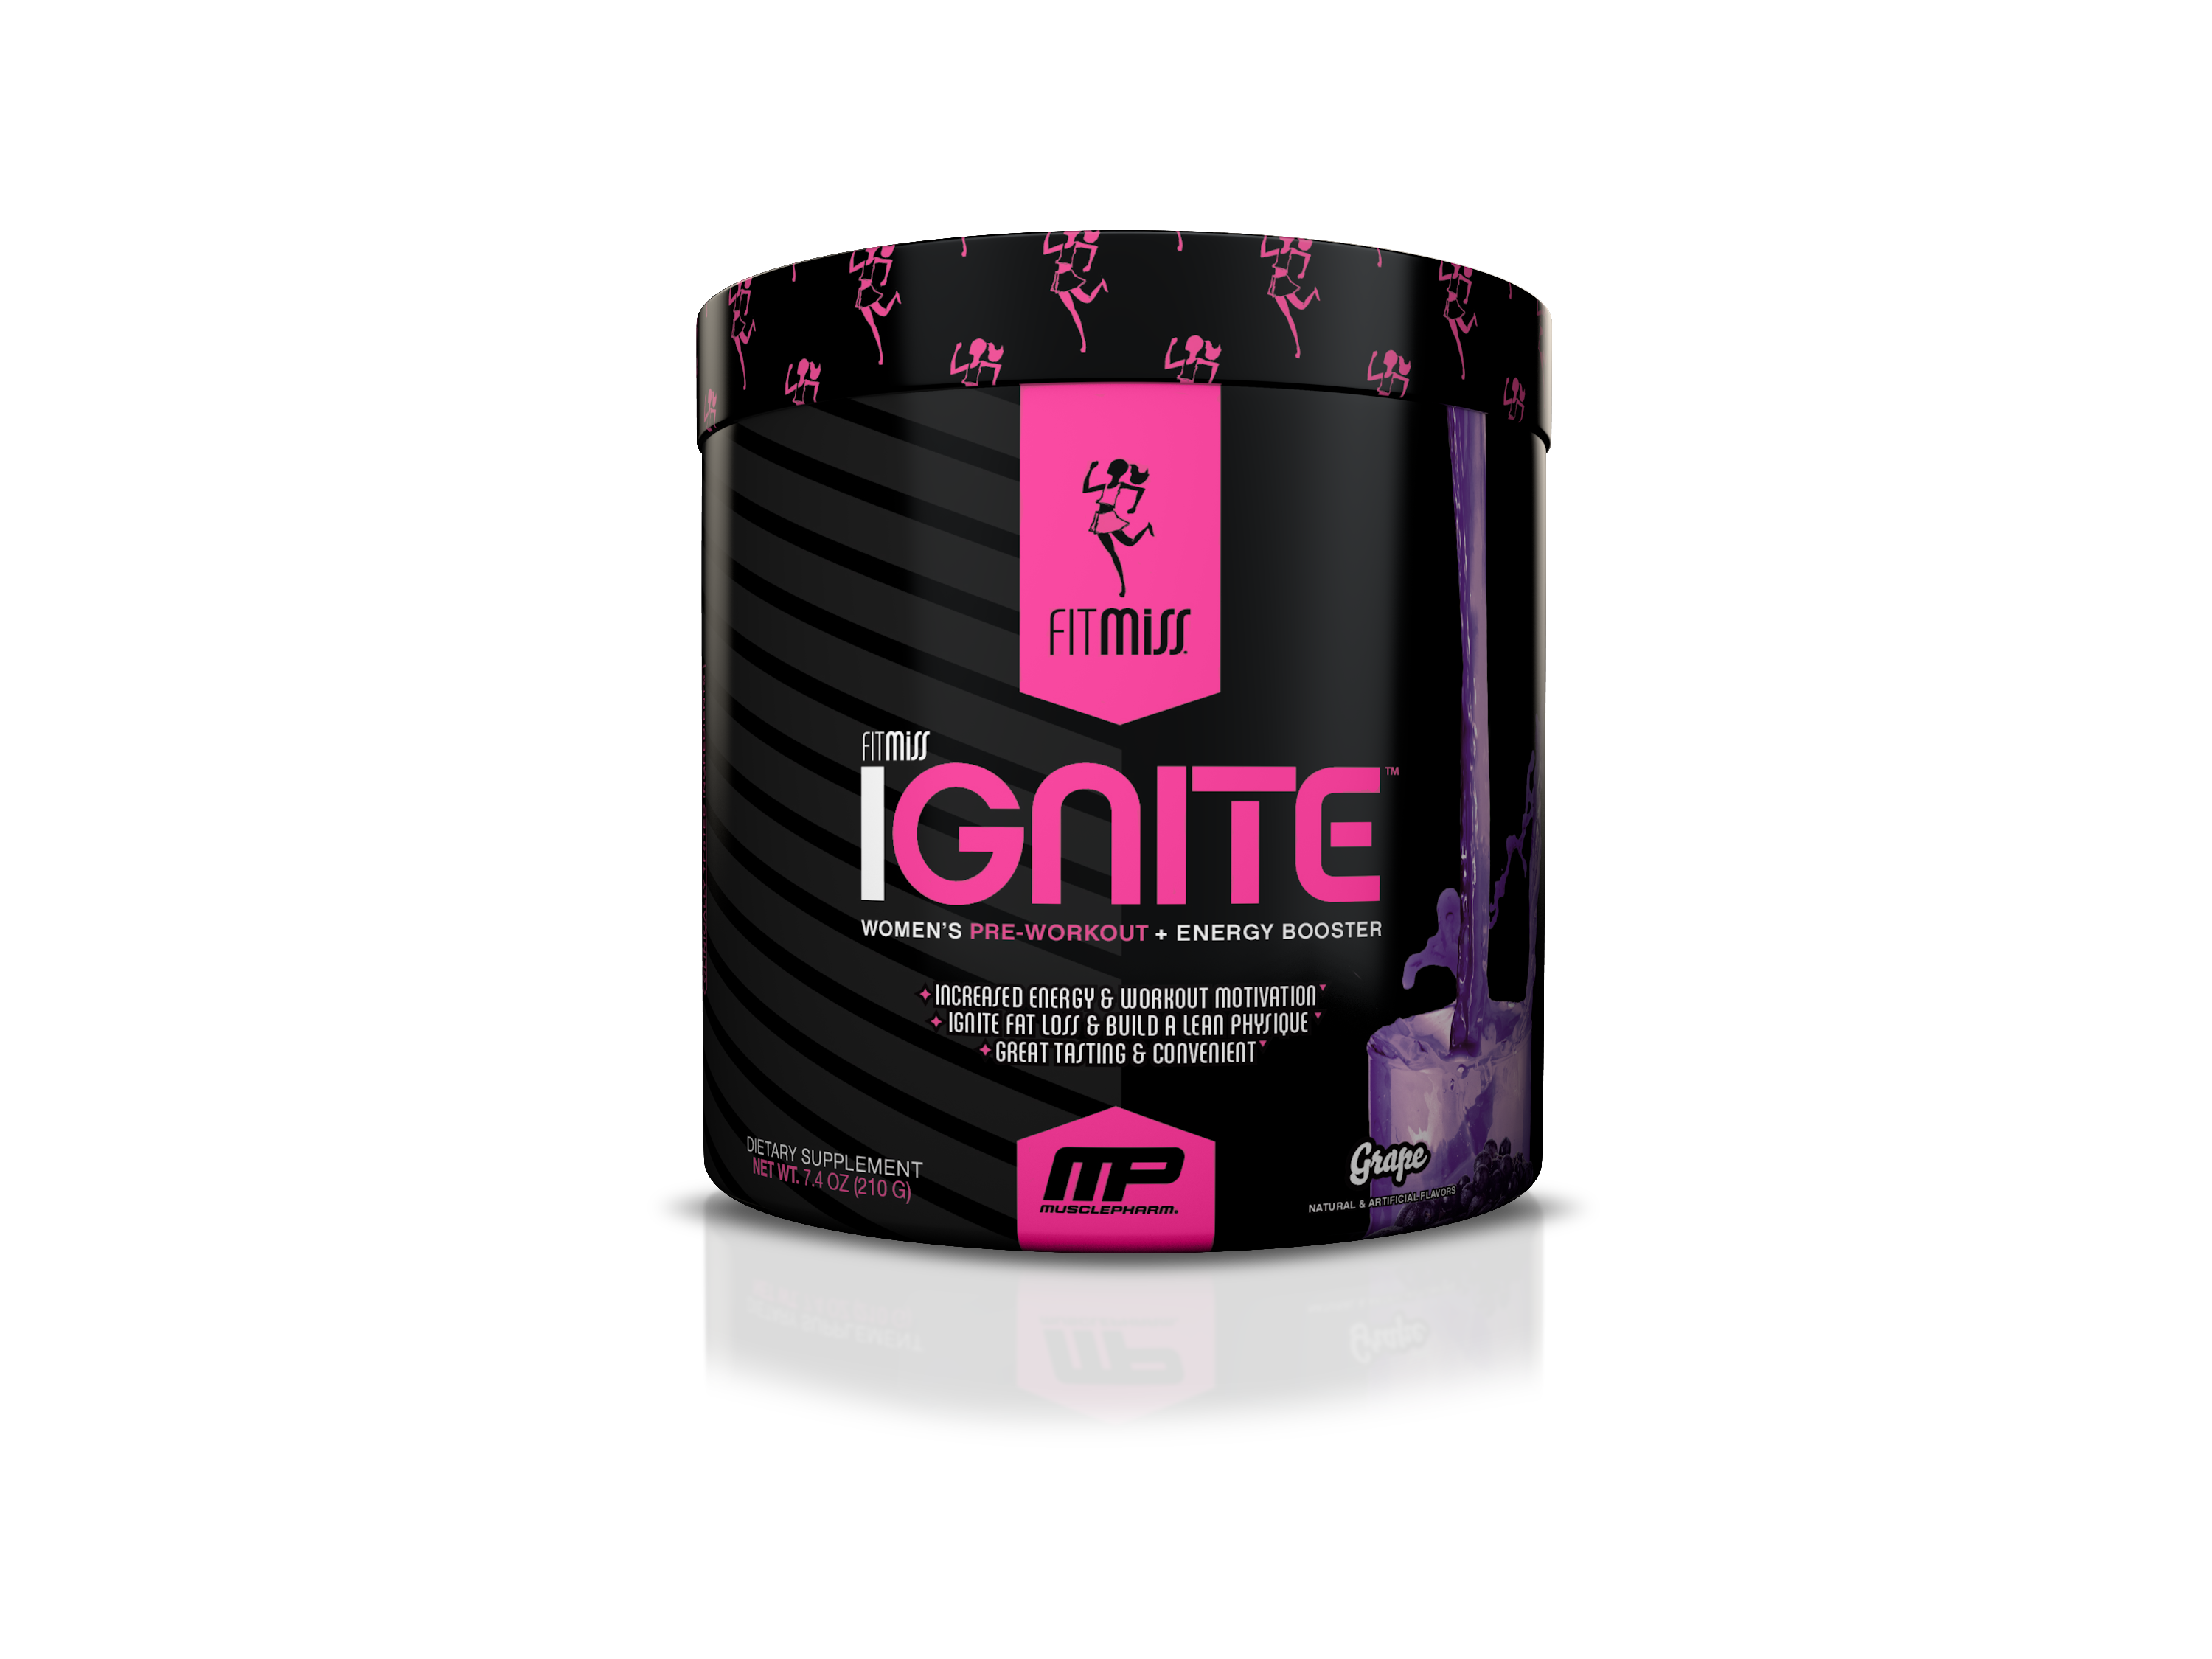 FITMISS.
FITMISS
IGNITE™
WOMEN'S PRE-WORKOUT + ENERGY BOOSTER
INCREASED ENERGY & WORKOUT MOTIVATION
IGNITE FAT LOSS & BUILD A LEAN PHYSIQUE
GREAT TASTING & CONVENIENT
DIETARY SUPPLEMENT
NET WT. 7.4 OZ (210 G)
MP
MUSCLEPHARM®
Grape
NATURAL & ARTIFICIAL FLAVORS